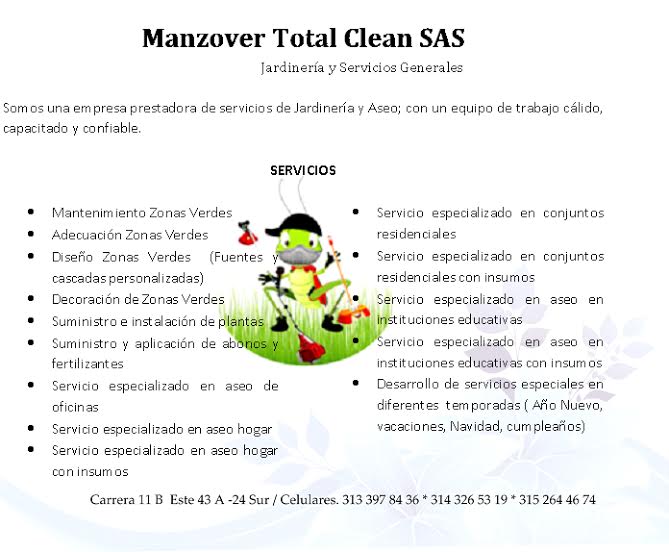 Manzover Total Clean SAS
Jardinería y Servicios Generales
Somos una empresa prestadora de servicios de Jardinería y Aseo; con un equipo de trabajo cálido,
capacitado y confiable.
SERVICIOS
• Mantenimiento Zonas Verdes
• Adecuación Zonas Verdes
• Diseño Zonas Verdes (Fuentes y
cascadas personalizadas)
• Decoración de Zonas Verdes
• Suministro e instalación de plantas
• Suministro y aplicación de abonos y
fertilizantes
• Servicio especializado en aseo de
oficinas
• Servicio especializado en aseo hogar
• Servicio especializado en aseo hogar
con insumos
• Servicio especializado en conjuntos
residenciales
• Servicio especializado en conjuntos
residenciales con insumos
• Servicio especializado en aseo en
instituciones educativas
• Servicio especializado en aseo en
instituciones educativas con insumos
• Desarrollo de servicios especiales en
diferentes temporadas ( Año Nuevo,
vacaciones, Navidad, cumpleaños)
Carrera 11 B Este 43 A -24 Sur / Celulares. 313 397 84 36 * 314 326 53 19 * 315 264 46 74